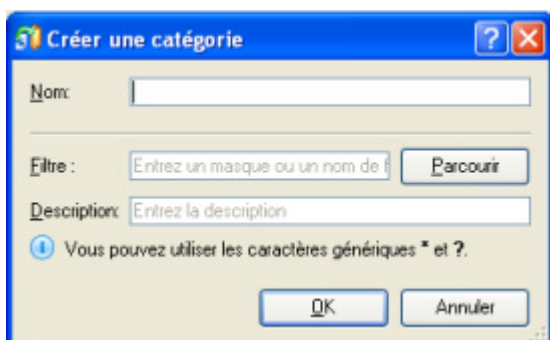 Créer une catégorie
Nom:
Filtre : Entrez un masque ou un nom de f Parcourir
Description: Entrez la description
Vous pouvez utiliser les caractères génériques * et ?.
OK Annuler